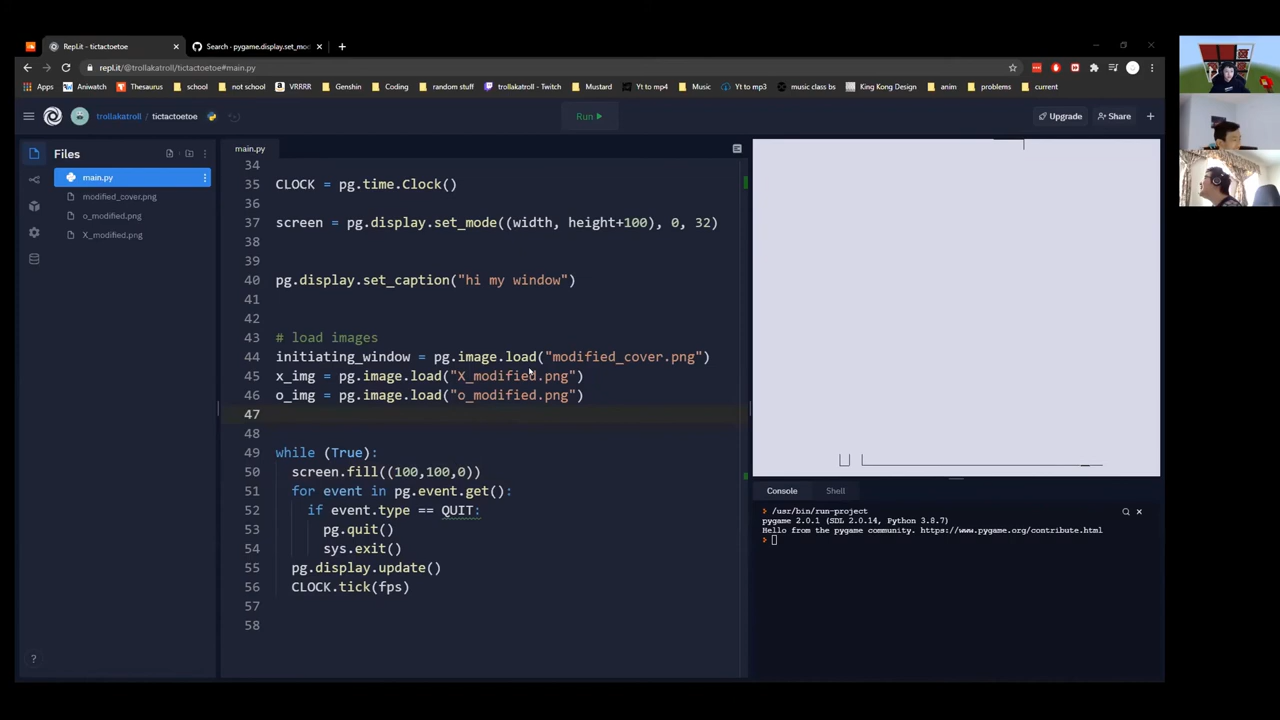 Repl.it - tictactoetoe
Search - pygame.display.set_mod
repl.it/@trollakatroll/tictactoetoe#main.py
Apps Aniwatch Thesaurus school not school VRRRR Genshin Coding random stuff trollakatroll - Twitch Mustard Yt to mp4 Music Yt to mp3 music class bs King Kong Design anim problems current
trollakatroll / tictactoetoe Run Upgrade Share
Files
main.py
modified_cover.png
o_modified.png
X_modified.png
main.py
34
35 CLOCK = pg.time.Clock()
36
37 screen = pg.display.set_mode((width, height+100), 0, 32)
38
39
40 pg.display.set_caption("hi my window")
41
42
43 # load images
44 initiating_window = pg.image.load("modified_cover.png")
45 x_img = pg.image.load("X_modified.png")
46 o_img = pg.image.load("o_modified.png")
47
48
49 while (True):
50 screen.fill((100,100,0))
51 for event in pg.event.get():
52 if event.type == QUIT:
53 pg.quit()
54 sys.exit()
55 pg.display.update()
56 CLOCK.tick(fps)
57
58
Console Shell
/usr/bin/run-project
pygame 2.0.1 (SDL 2.0.14, Python 3.8.7)
Hello from the pygame community. https://www.pygame.org/contribute.html